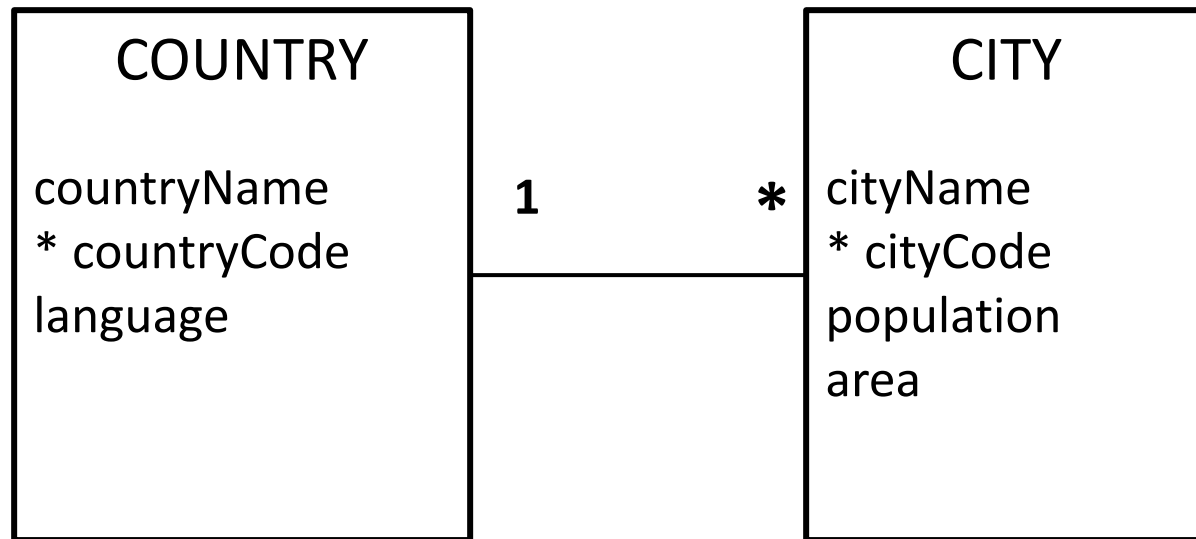 COUNTRY
countryName
* countryCode
language
1
*
CITY
cityName
* cityCode
population
area